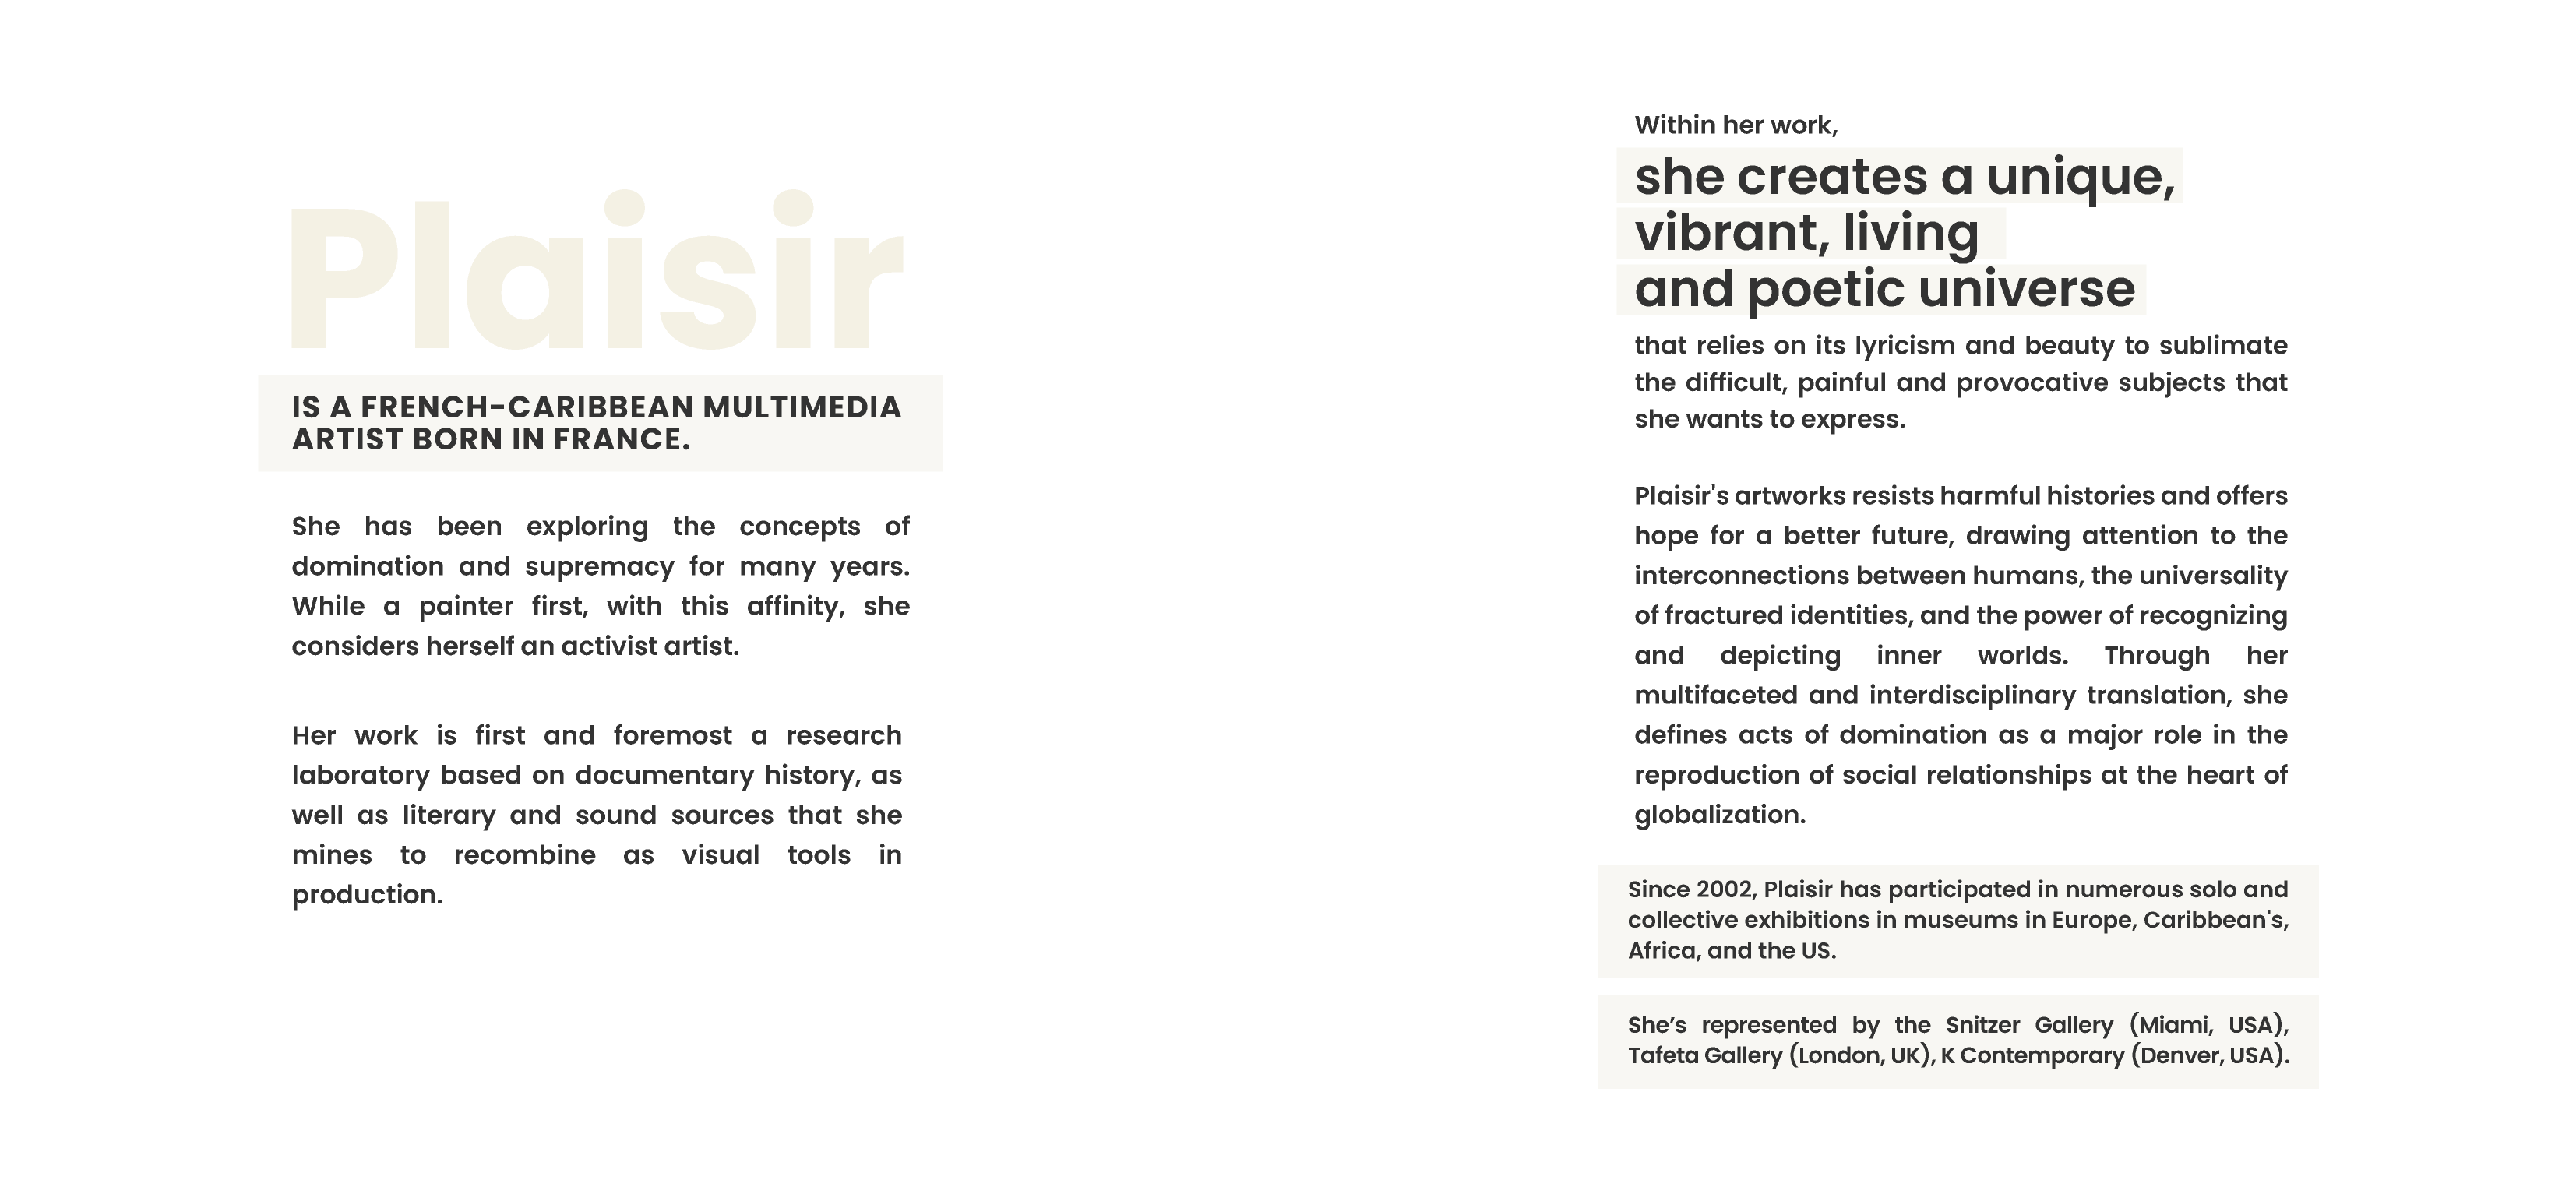 Plaisir
IS A FRENCH-CARIBBEAN MULTIMEDIA
ARTIST BORN IN FRANCE.
She has been exploring the concepts of
domination and supremacy for many years.
While a painter first, with this affinity, she
considers herself an activist artist.
Her work is first and foremost a research
laboratory based on documentary history, as
well as literary and sound sources that she
mines to recombine as visual tools in
production.
Within her work,
she creates a unique,
vibrant, living
and poetic universe
that relies on its lyricism and beauty to sublimate
the difficult, painful and provocative subjects that
she wants to express.
Plaisir's artworks resists harmful histories and offers
hope for a better future, drawing attention to the
interconnections between humans, the universality
of fractured identities, and the power of recognizing
and depicting inner worlds. Through her
multifaceted and interdisciplinary translation, she
defines acts of domination as a major role in the
reproduction of social relationships at the heart of
globalization.
Since 2002, Plaisir has participated in numerous solo and
collective exhibitions in museums in Europe, Caribbean's,
Africa, and the US.
She’s represented by the Snitzer Gallery (Miami, USA),
Tafeta Gallery (London, UK), K Contemporary (Denver, USA).